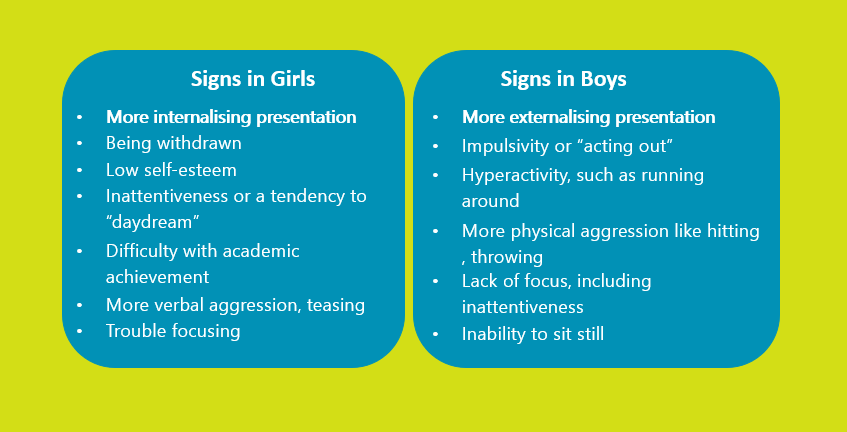 Signs in Girls
• More internalising presentation
• Being withdrawn
• Low self-esteem
• Inattentiveness or a tendency to
“daydream”
• Difficulty with academic
achievement
• More verbal aggression, teasing
• Trouble focusing
Signs in Boys
• More externalising presentation
• Impulsivity or “acting out”
• Hyperactivity, such as running
around
• More physical aggression like hitting
, throwing
• Lack of focus, including
inattentiveness
• Inability to sit still